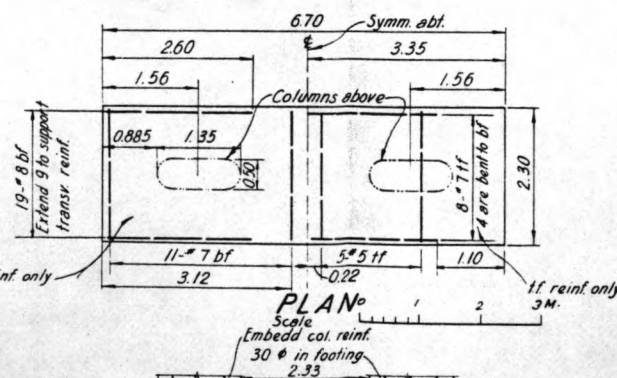 6.70
Symm. abt.
℄
2.60
3.35
1.56
1.56
Columns above
0.885
1.35
0.50
19-#8 bf
Extend 9 to support
transv. reinf.
8-#7 tf
4 are bent to bf
2.30
11-#7 bf
5-#5 tf
1.10
inf. only
0.22
t.f. reinf. only
3.12
PLAN
0 1 2 3 M.
Scale
Embedd col. reinf.
30 ϕ in footing
2.33